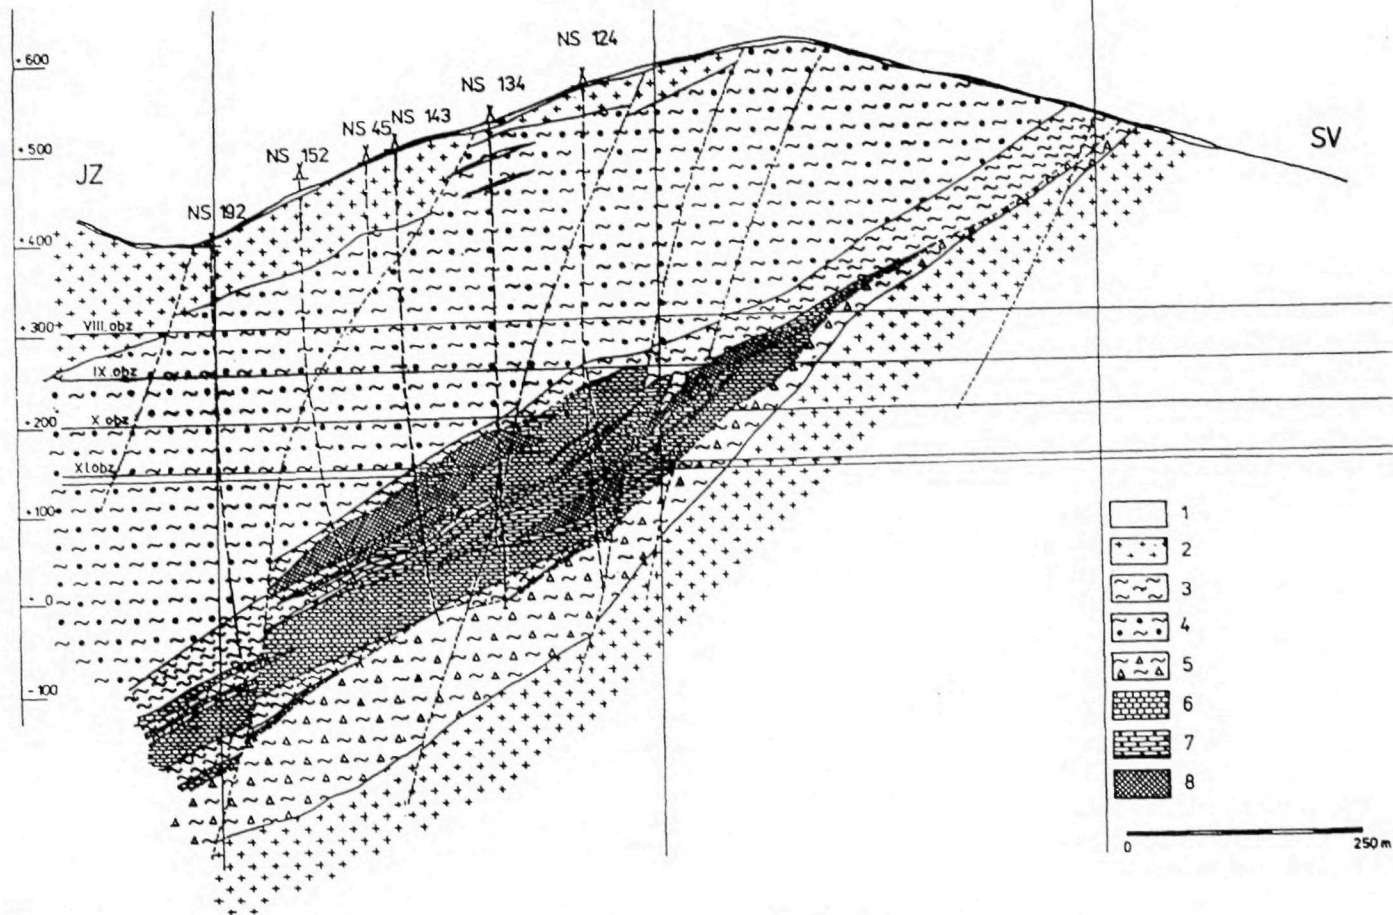 NS 124
+ 600
NS 134
NS 45
NS 143
+ 500
NS 152
SV
JZ
NS 192
+ 400
VIII. obz
+ 300
IX. obz
X. obz
+ 200
XI. obz
+ 100
0
- 100
1
2
3
4
5
6
7
8
0
250 m